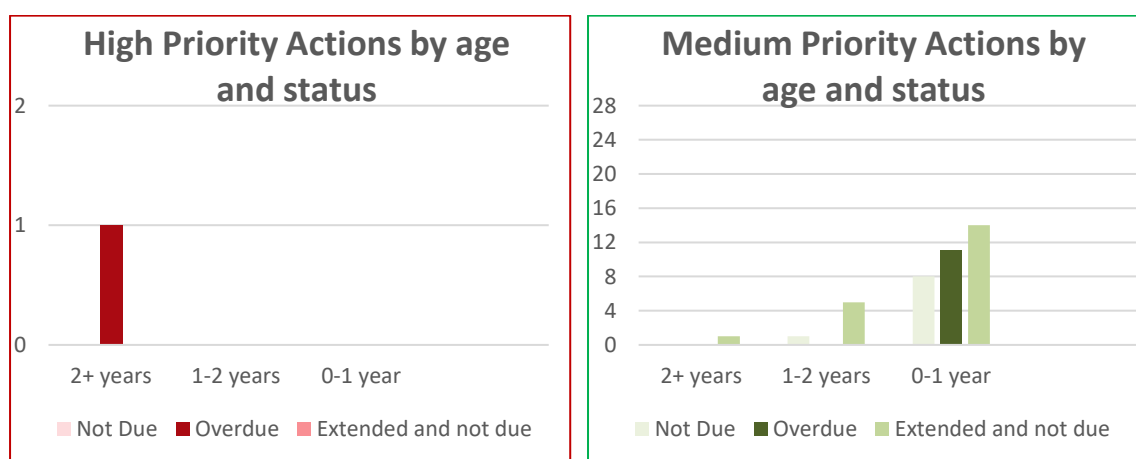 High Priority Actions by age
and status
2
1
0
2+ years 1-2 years 0-1 year
Not Due Overdue Extended and not due
Medium Priority Actions by
age and status
28
24
20
16
12
8
4
0
2+ years 1-2 years 0-1 year
Not Due Overdue Extended and not due